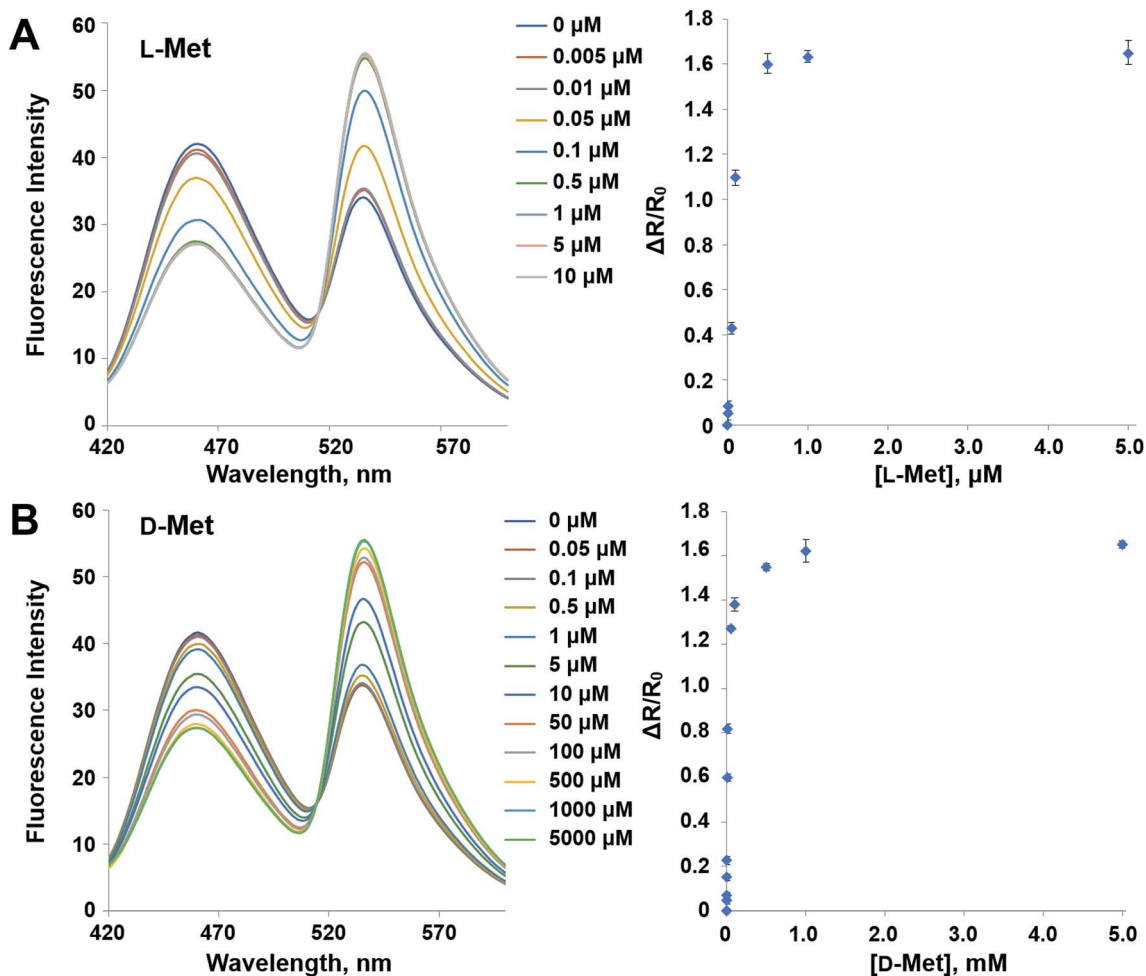 A
L-Met
Fluorescence Intensity
60
50
40
30
20
10
0
420
470
520
570
Wavelength, nm
0 µM
0.005 µM
0.01 µM
0.05 µM
0.1 µM
0.5 µM
1 µM
5 µM
10 µM
ΔR/R0
1.8
1.6
1.4
1.2
1.0
0.8
0.6
0.4
0.2
0
0
1.0
2.0
3.0
4.0
5.0
[L-Met], µM
B
D-Met
Fluorescence Intensity
60
50
40
30
20
10
0
420
470
520
570
Wavelength, nm
0 µM
0.05 µM
0.1 µM
0.5 µM
1 µM
5 µM
10 µM
50 µM
100 µM
500 µM
1000 µM
5000 µM
ΔR/R0
1.8
1.6
1.4
1.2
1.0
0.8
0.6
0.4
0.2
0
0
1.0
2.0
3.0
4.0
5.0
[D-Met], mM